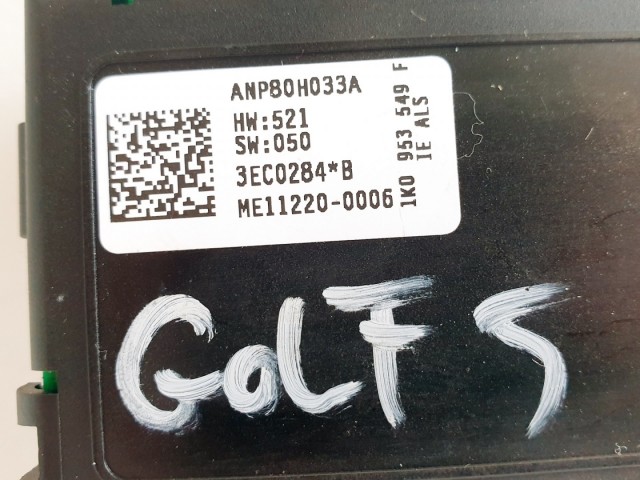 ANP80H033A
HW:521
SW:050
3EC0284*B
ME11220-0006
1K0 953 549 F
IE ALS
GOLF 5